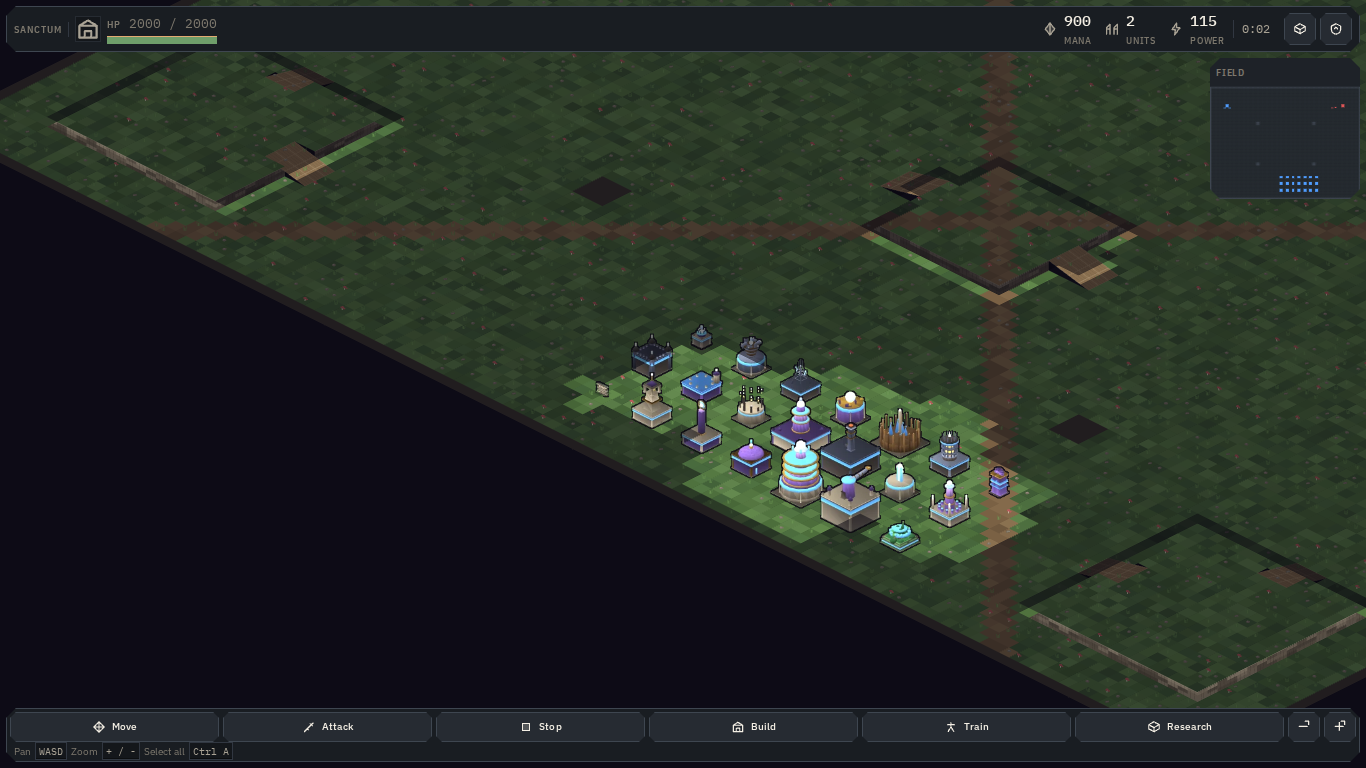 SANCTUM
HP 2000 / 2000
900 MANA
2 UNITS
115 POWER
0:02
FIELD
Move
Attack
Stop
Build
Train
Research
Pan WASD Zoom + / - Select all Ctrl A